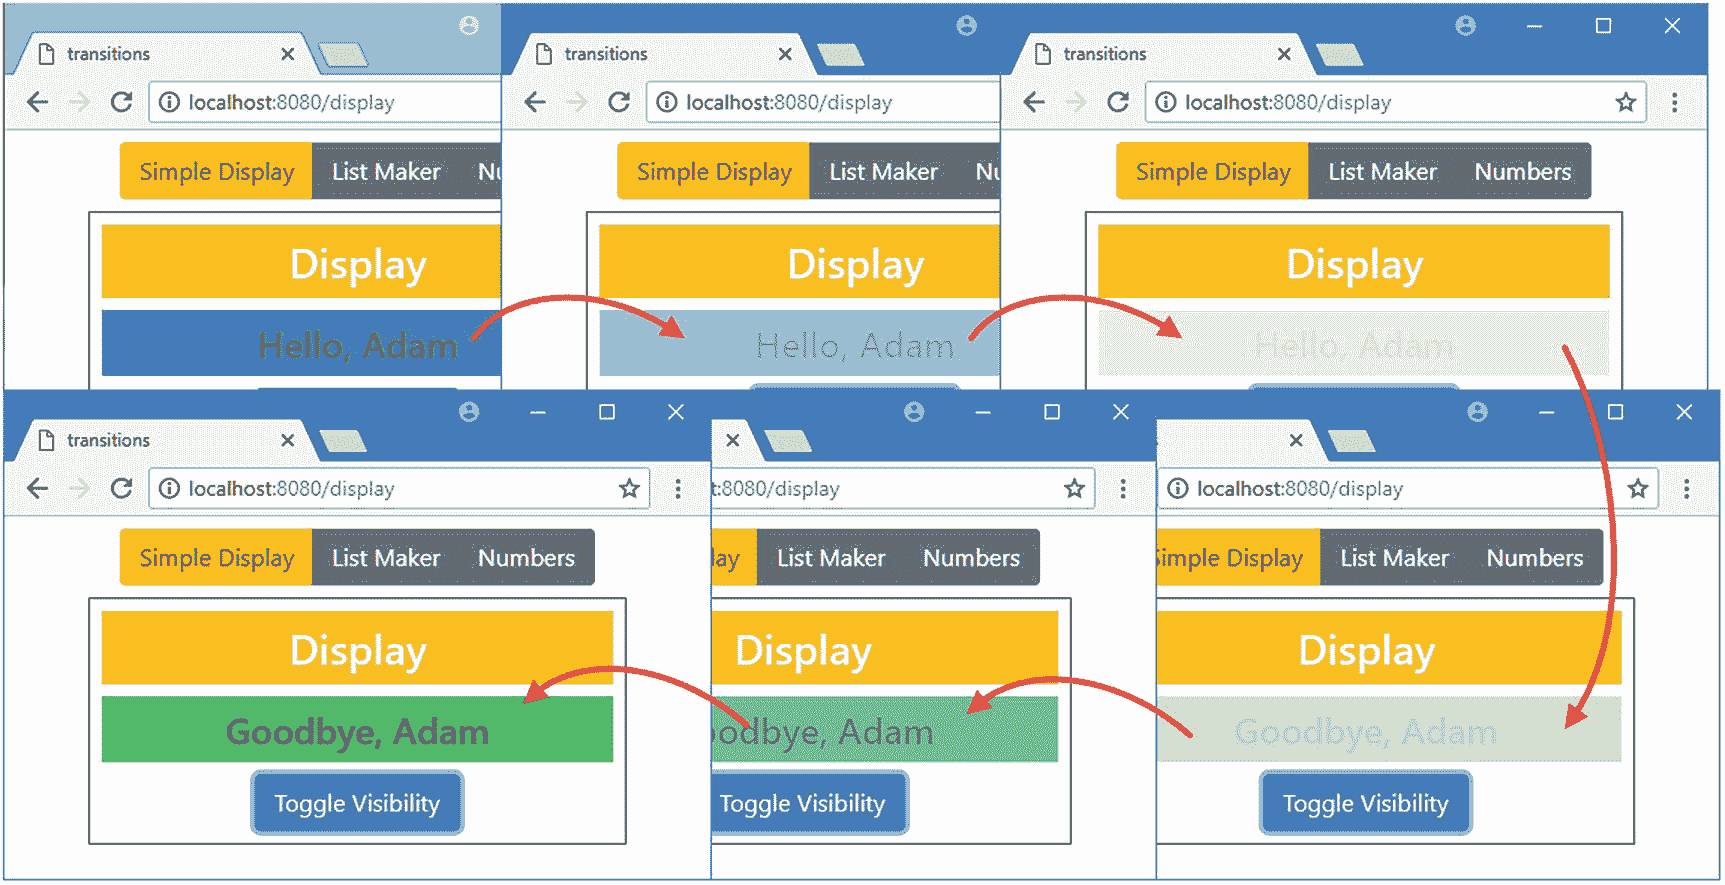 transitions
localhost:8080/display
Simple Display List Maker Nu
Display
Hello, Adam
transitions
localhost:8080/display
Simple Display List Maker Nu
Display
Hello, Adam
transitions
localhost:8080/display
Simple Display List Maker Numbers
Display
Hello, Adam
transitions
localhost:8080/display
Simple Display List Maker Numbers
Display
Goodbye, Adam
Toggle Visibility
t:8080/display
lay List Maker Numbers
Display
odbye, Adam
Toggle Visibility
localhost:8080/display
Simple Display List Maker Numbers
Display
Goodbye, Adam
Toggle Visibility